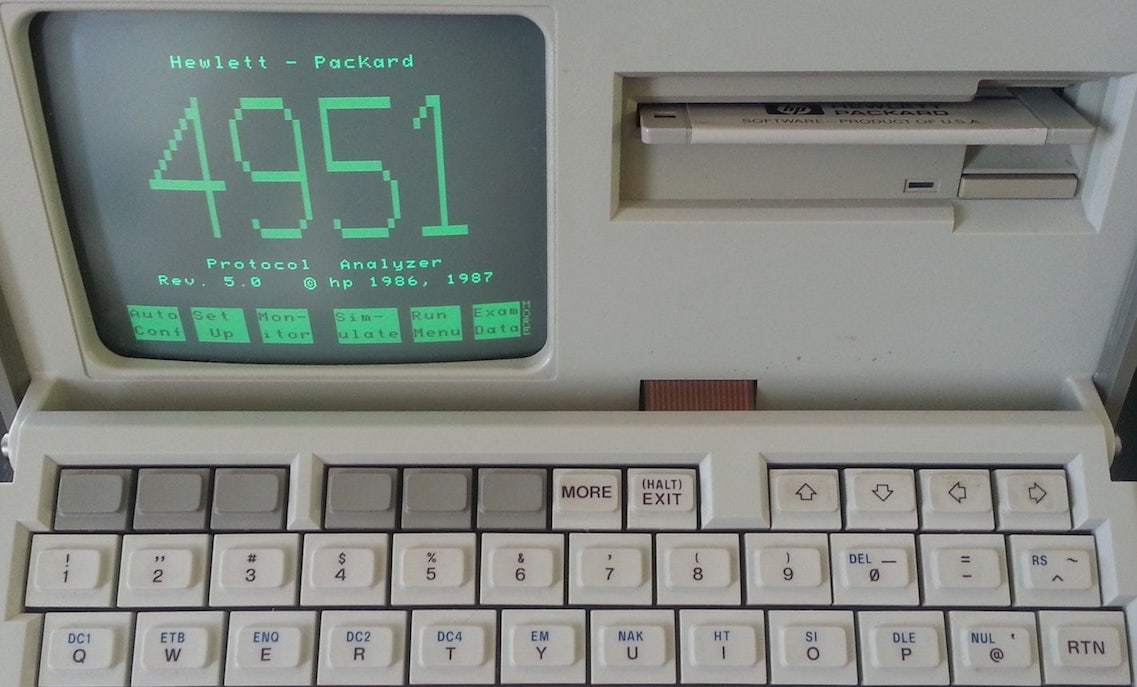 Hewlett - Packard
4951
Protocol Analyzer
Rev. 5.0 © hp 1986, 1987
Auto Conf
Set Up
Mon- itor
Sim- ulate
Run Menu
Exam Data
hp
HEWLETT
PACKARD
SOFTWARE - PRODUCT OF U.S.A.
MORE
(HALT)
EXIT
! " # $ % & ' ( ) DEL — = RS ~
1 2 3 4 5 6 7 8 9 Ø - ^
DC1 ETB ENQ DC2 DC4 EM NAK HT SI DLE NUL `
Q W E R T Y U I O P @ RTN